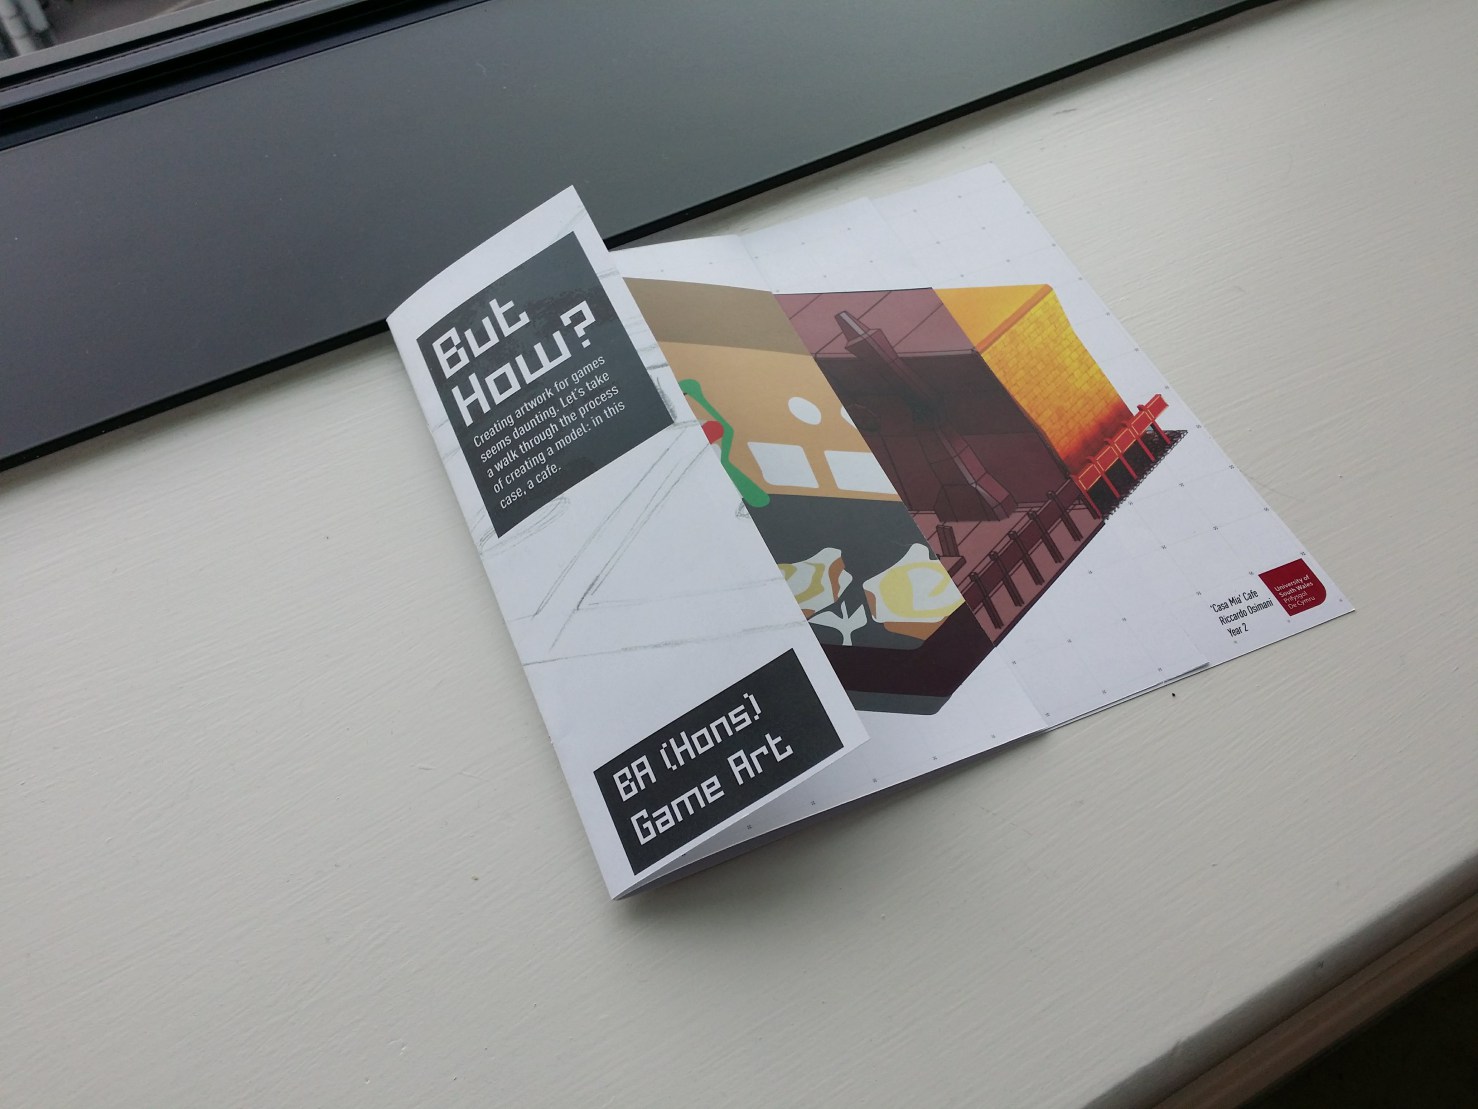 But
How?
Creating artwork for games
seems daunting. Let's take
a walk through the process
of creating a model: in this
case, a cafe.
BA (Hons)
Game Art
'Casa Mia' Cafe
Riccardo Osimani
Year 2
University of
South Wales
Prifysgol
De Cymru